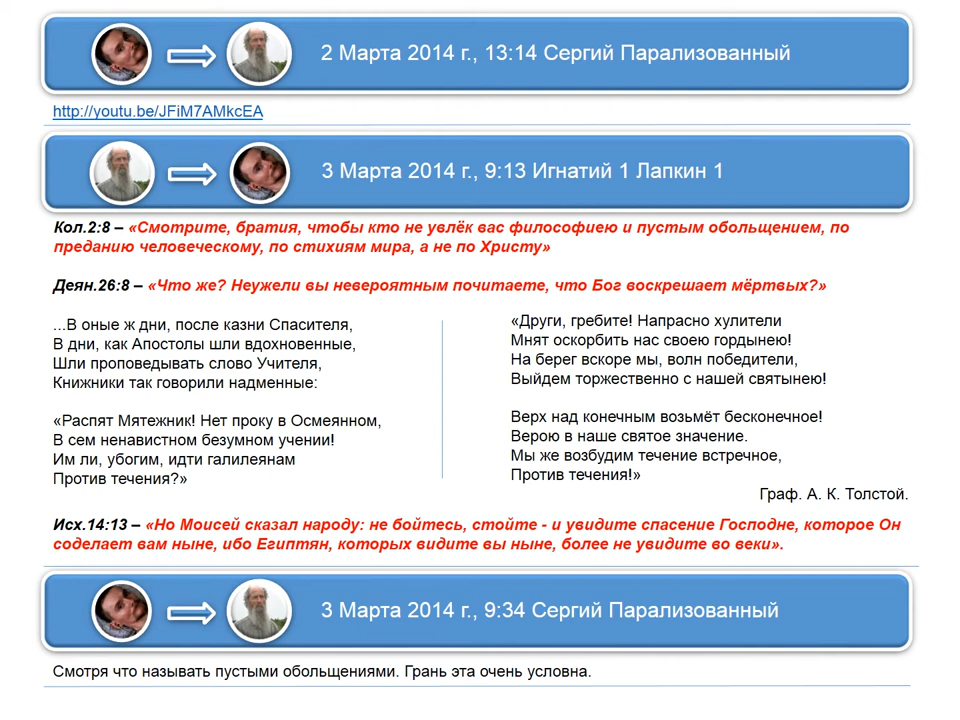 2 Марта 2014 г., 13:14 Сергий Парализованный
http://youtu.be/JFiM7AMkcEA
3 Марта 2014 г., 9:13 Игнатий 1 Лапкин 1
Кол.2:8 – «Смотрите, братия, чтобы кто не увлёк вас философиею и пустым обольщением, по
преданию человеческому, по стихиям мира, а не по Христу»
Деян.26:8 – «Что же? Неужели вы невероятным почитаете, что Бог воскрешает мёртвых?»
...В оные ж дни, после казни Спасителя,
В дни, как Апостолы шли вдохновенные,
Шли проповедывать слово Учителя,
Книжники так говорили надменные:
«Распят Мятежник! Нет проку в Осмеянном,
В сем ненавистном безумном учении!
Им ли, убогим, идти галилеянам
Против течения?»
«Други, гребите! Напрасно хулители
Мнят оскорбить нас своею гордынею!
На берег вскоре мы, волн победители,
Выйдем торжественно с нашей святынею!
Верх над конечным возьмёт бесконечное!
Верою в наше святое значение.
Мы же возбудим течение встречное,
Против течения!»
Граф. А. К. Толстой.
Исх.14:13 – «Но Моисей сказал народу: не бойтесь, стойте - и увидите спасение Господне, которое Он
соделает вам ныне, ибо Египтян, которых видите вы ныне, более не увидите во веки».
3 Марта 2014 г., 9:34 Сергий Парализованный
Смотря что называть пустыми обольщениями. Грань эта очень условна.